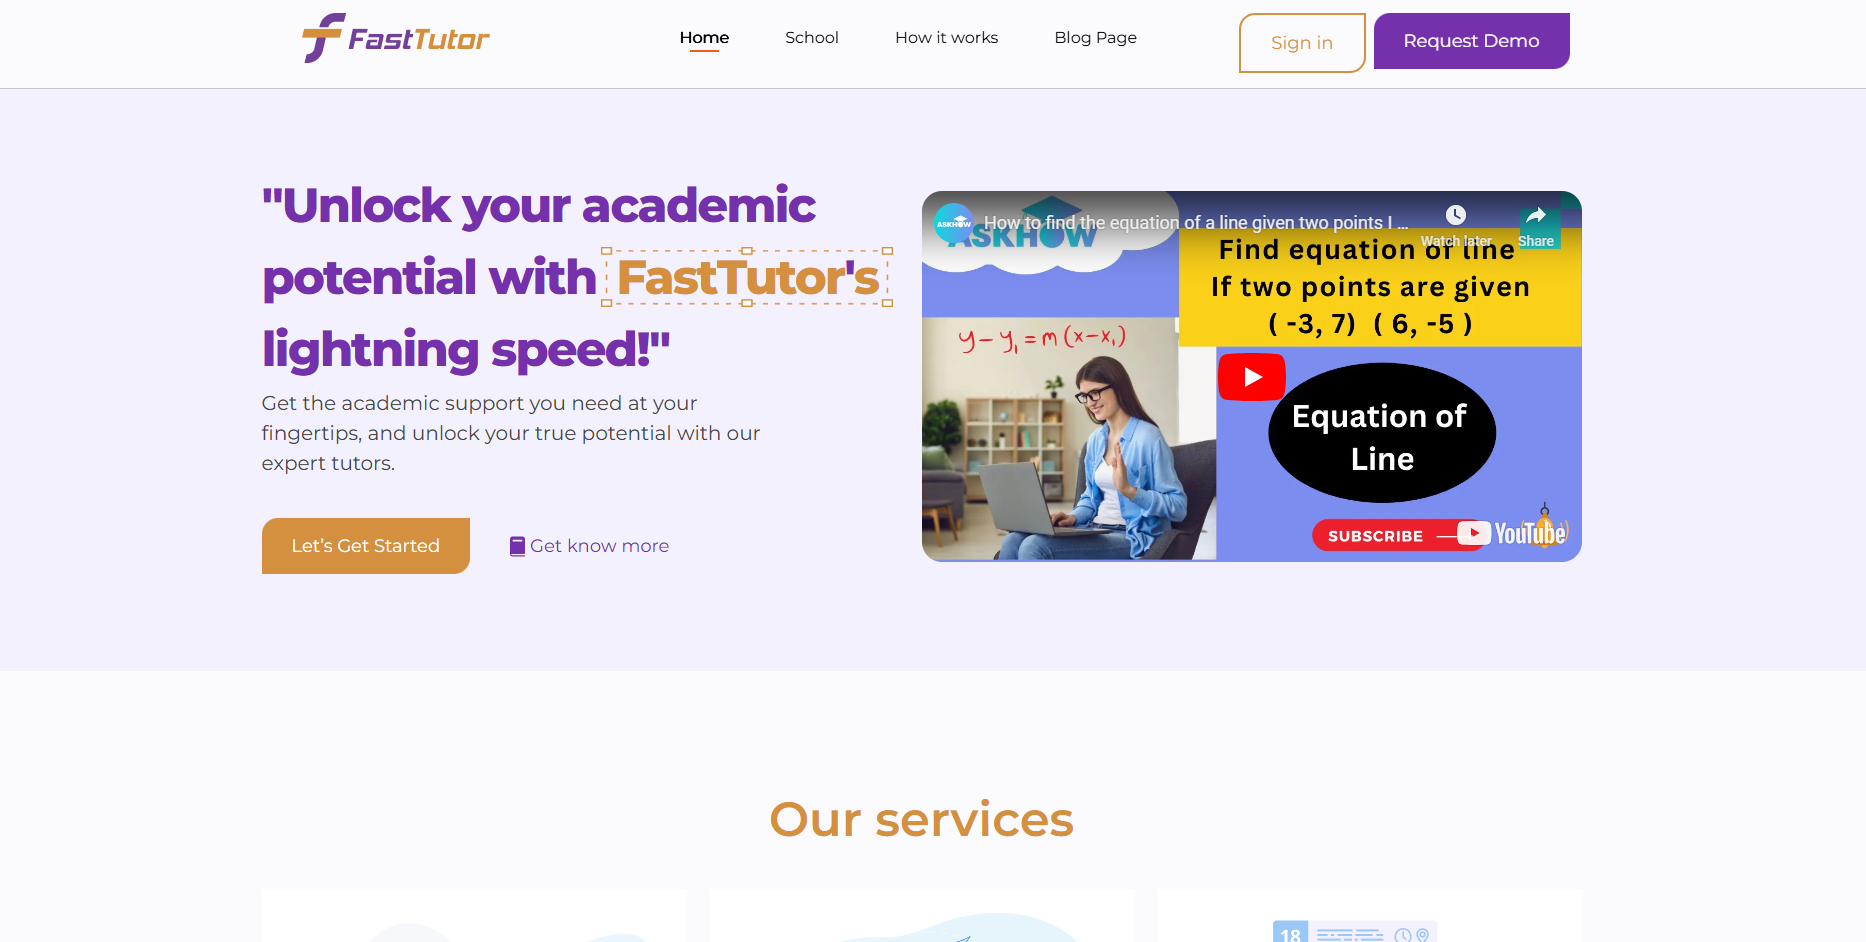 FastTutor
Home
School
How it works
Blog Page
Sign in
Request Demo
"Unlock your academic
potential with FastTutor's
lightning speed!"
Get the academic support you need at your
fingertips, and unlock your true potential with our
expert tutors.
Let's Get Started
Get know more
ASKHOW
How to find the equation of a line given two points I ...
Watch later
Share
ASKHOW
Find equation of line
If two points are given
( -3, 7) ( 6, -5 )
y-y₁=m(x-x₁)
Equation of
Line
SUBSCRIBE
YouTube
Our services
18